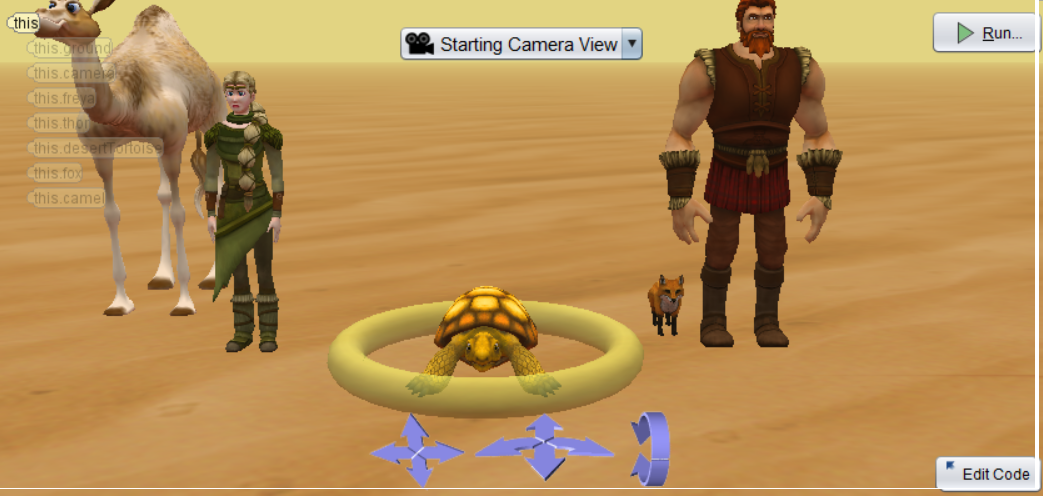 this
this.ground
this.camera
this.freya
this.thor
this.desertTortoise
this.fox
this.camel
Starting Camera View
Run...
Edit Code